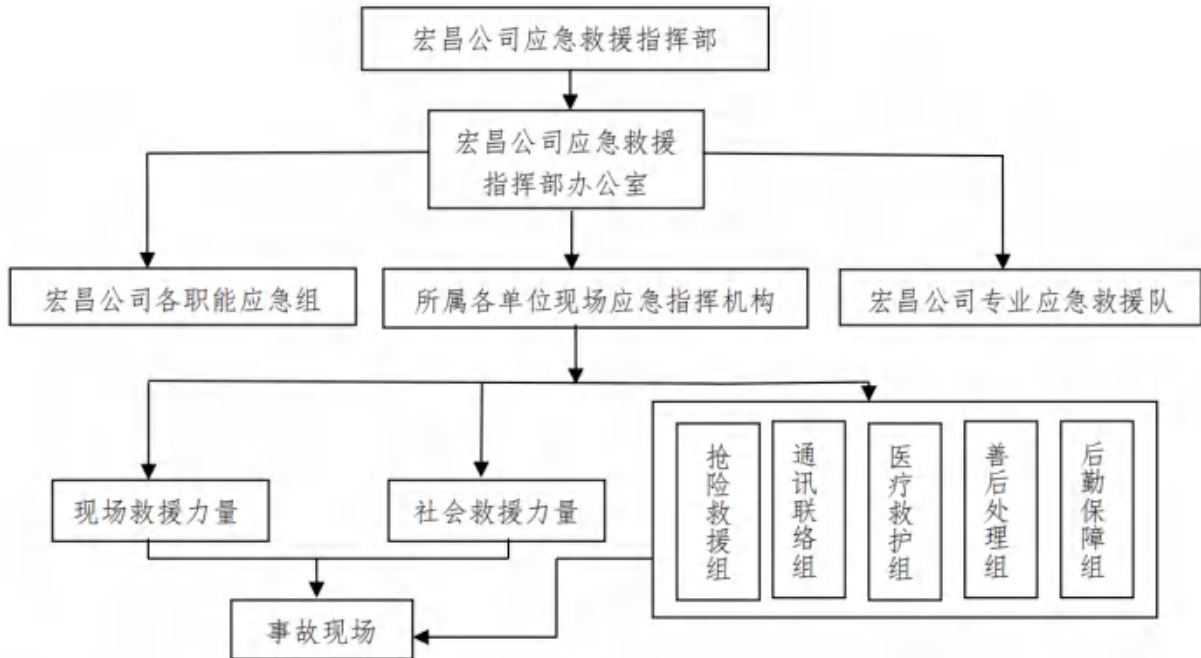 宏昌公司应急救援指挥部
宏昌公司应急救援
指挥部办公室
宏昌公司各职能应急组
所属各单位现场应急指挥机构
宏昌公司专业应急救援队
现场救援力量
社会救援力量
抢险救援组
通讯联络组
医疗救护组
善后处理组
后勤保障组
事故现场